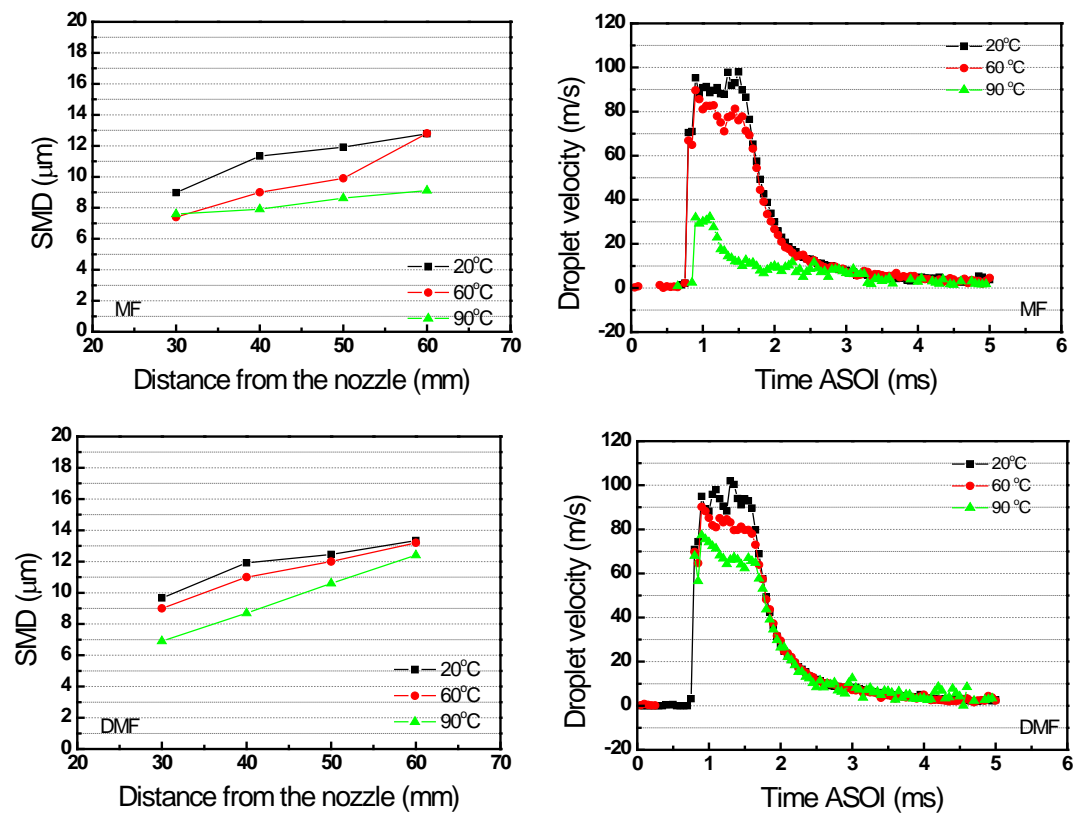 20
18
16
14
12
10
8
6
4
2
0
SMD (μm)
20°C
60°C
90°C
MF
20 30 40 50 60 70
Distance from the nozzle (mm)
120
100
80
60
40
20
0
-20
Droplet velocity (m/s)
20°C
60 °C
90 °C
MF
0 1 2 3 4 5 6
Time ASOI (ms)
20
18
16
14
12
10
8
6
4
2
0
SMD (μm)
20°C
60°C
90°C
DMF
20 30 40 50 60 70
Distance from the nozzle (mm)
120
100
80
60
40
20
0
-20
Droplet velocity (m/s)
20°C
60 °C
90 °C
DMF
0 1 2 3 4 5 6
Time ASOI (ms)